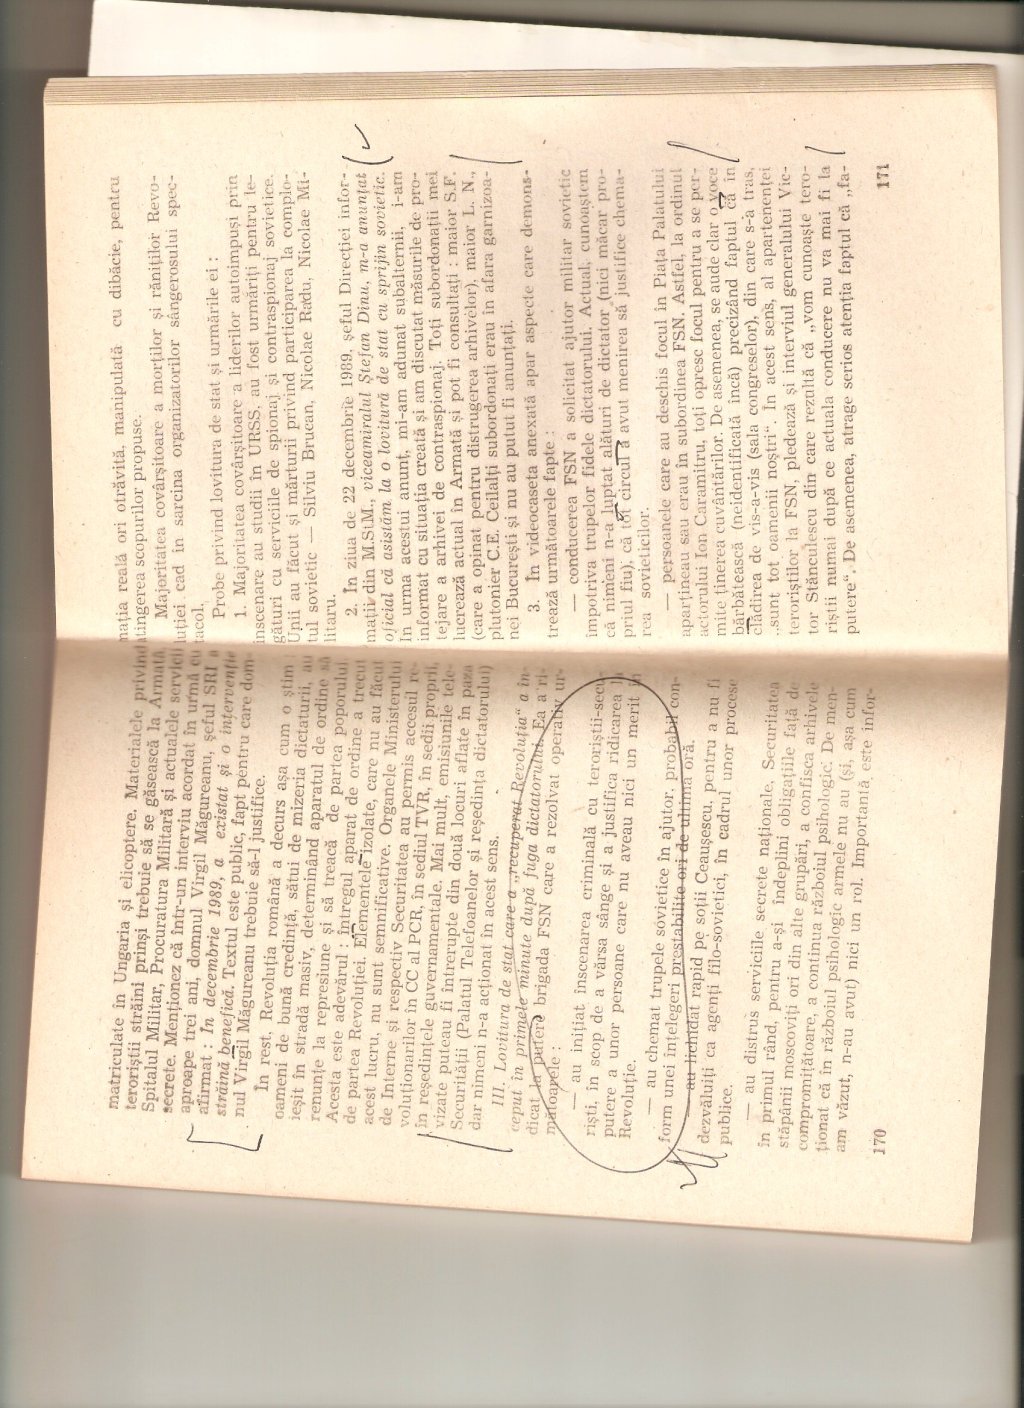 matriculate în Ungaria și elicoptere. Materialele privind
teroriștii străini prinși trebuie să se găsească la Armată,
Spitalul Militar, Procuratura Militară și actualele servicii
secrete. Menționez că într-un interviu acordat în urmă cu
aproape trei ani, domnul Virgil Măgureanu, șeful SRI a
afirmat : În decembrie 1989, a existat și o intervenție
străină benefică. Textul este public, fapt pentru care dom-
nul Virgil Măgureanu trebuie să-l justifice.
În rest, Revoluția română a decurs așa cum o știm :
oameni de bună credință, sătui de mizeria dictaturii, au
ieșit în stradă masiv, determinând aparatul de ordine să
renunțe la represiune și să treacă de partea poporului.
Acesta este adevărul : întregul aparat de ordine a trecut
de partea Revoluției. Elementele izolate, care nu au făcut
acest lucru, nu sunt semnificative. Organele Ministerului
de Interne și respectiv Securitatea au permis accesul re-
voluționarilor în CC al PCR, în sediul TVR, în sedii proprii,
în reședințele guvernamentale. Mai mult, emisiunile tele-
vizate puteau fi întrerupte din două locuri aflate în paza
Securității (Palatul Telefoanelor și reședința dictatorului)
dar nimeni n-a acționat în acest sens.
III. Lovitura de stat care a „recuperat Revoluția“ a în-
ceput în primele minute după fuga dictatorului. Ea a ri-
dicat la putere brigada FSN care a rezolvat operativ ur-
mătoarele :
— au inițiat înscenarea criminală cu teroriștii-secu-
riști, în scop de a vărsa sânge și a justifica ridicarea la
putere a unor persoane care nu aveau nici un merit în
Revoluție.
— au chemat trupele sovietice în ajutor, probabil con-
form unei înțelegeri prestabilite ori de ultimă oră.
— au lichidat rapid pe soții Ceaușescu, pentru a nu fi
dezvăluiți ca agenți filo-sovietici, în cadrul unor procese
publice.
— au distrus serviciile secrete naționale, Securitatea
în primul rând, pentru a-și îndeplini obligațiile față de
stăpânii moscoviți ori din alte grupări, a confisca arhivele
compromițătoare, a continua războiul psihologic. De men-
ționat că în războiul psihologic armele nu au (și, așa cum
am văzut, n-au avut) nici un rol. Importantă este infor-
170
mația reală ori otrăvită, manipulată cu dibăcie, pentru
atingerea scopurilor propuse.
Majoritatea covârșitoare a morților și răniților Revo-
luției cad în sarcina organizatorilor sângerosului spec-
tacol.
Probe privind lovitura de stat și urmările ei :
1. Majoritatea covârșitoare a liderilor autoimpuși prin
înscenare au studii în URSS, au fost urmăriți pentru le-
gături cu serviciile de spionaj și contraspionaj sovietice.
Unii au făcut și mărturii privind participarea la complo-
tul sovietic — Silviu Brucan, Nicolae Radu, Nicolae Mi-
litaru.
2. În ziua de 22 decembrie 1989, șeful Direcției infor-
mații din M.St.M., viceamiralul Ștefan Dinu, m-a anunțat
oficial că asistăm la o lovitură de stat cu sprijin sovietic.
În urma acestui anunț, mi-am adunat subalternii, i-am
informat cu situația creată și am discutat măsurile de pro-
tejare a arhivei de contraspionaj. Toți subordonații mei
lucrează actual în Armată și pot fi consultați : maior S.F.
(care a opinat pentru distrugerea arhivelor), maior L. N.,
plutonier C.E. Ceilalți subordonați erau în afara garnizoa-
nei București și nu au putut fi anunțați.
3. În videocaseta anexată apar aspecte care demons-
trează următoarele fapte :
— conducerea FSN a solicitat ajutor militar sovietic
împotriva trupelor fidele dictatorului. Actual, cunoaștem
că nimeni n-a luptat alături de dictator (nici măcar pro-
priul fiu), că tot circul a avut menirea să justifice chema-
rea sovieticilor.
— persoanele care au deschis focul în Piața Palatului
aparțineau sau erau în subordinea FSN. Astfel, la ordinul
actorului Ion Caramitru, toți opresc focul pentru a se per-
mite ținerea cuvântărilor. De asemenea, se aude clar o voce
bărbătească (neidentificată încă) precizând faptul că în
clădirea de vis-a-vis (sala congreselor), din care s-a tras,
„sunt tot oamenii noștri“. În acest sens, al apartenenței
teroriștilor la FSN, pledează și interviul generalului Vic-
tor Stănculescu din care rezultă că „vom cunoaște tero-
riștii numai după ce actuala conducere nu va mai fi la
putere“. De asemenea, atrage serios atenția faptul că „fa-
171